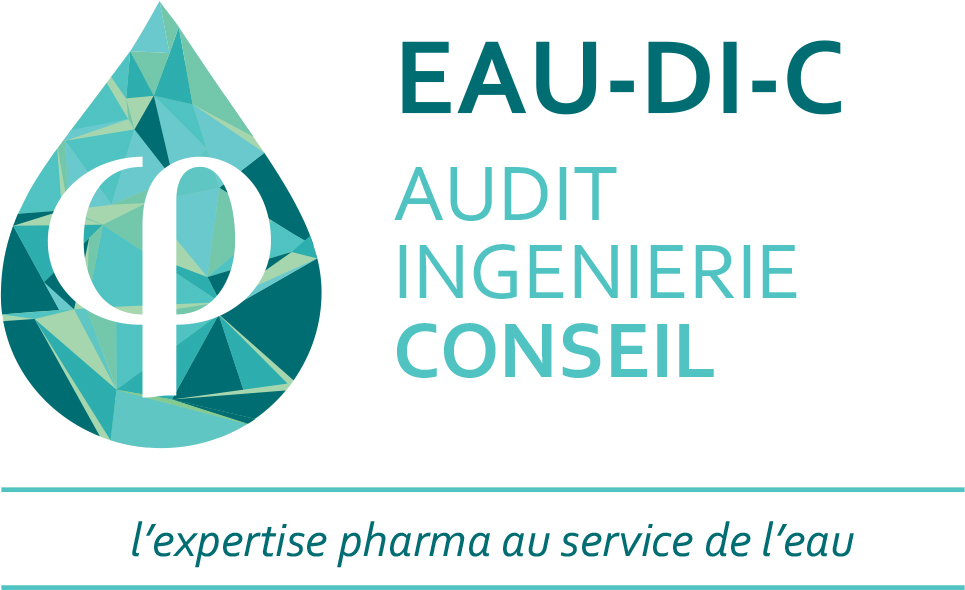 φ
EAU-DI-C
AUDIT
INGENIERIE
CONSEIL
l’expertise pharma au service de l’eau